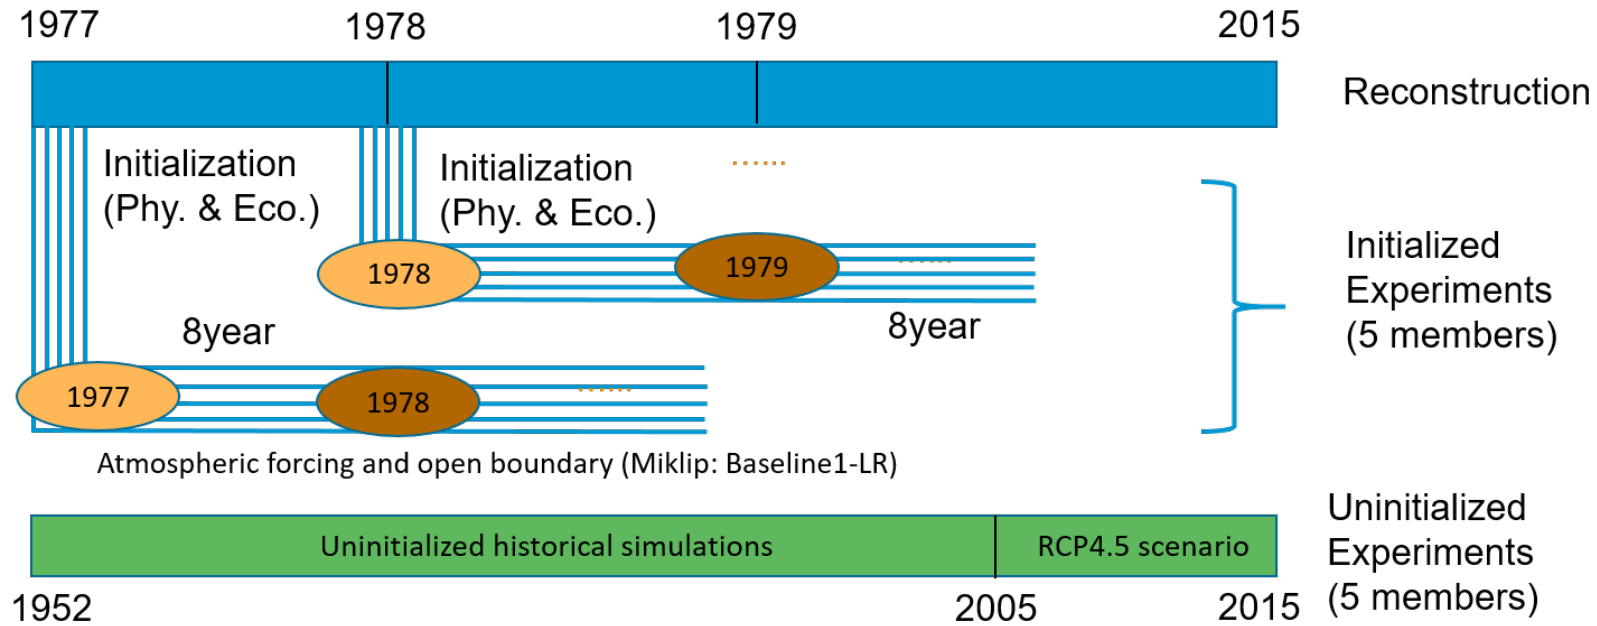 1977
1978
1979
2015
Reconstruction
Initialization
(Phy. & Eco.)
Initialization
(Phy. & Eco.)
......
1978
1979
......
8year
Initialized
Experiments
(5 members)
8year
1977
1978
......
Atmospheric forcing and open boundary (Miklip: Baseline1-LR)
Uninitialized historical simulations
RCP4.5 scenario
Uninitialized
Experiments
(5 members)
1952
2005
2015